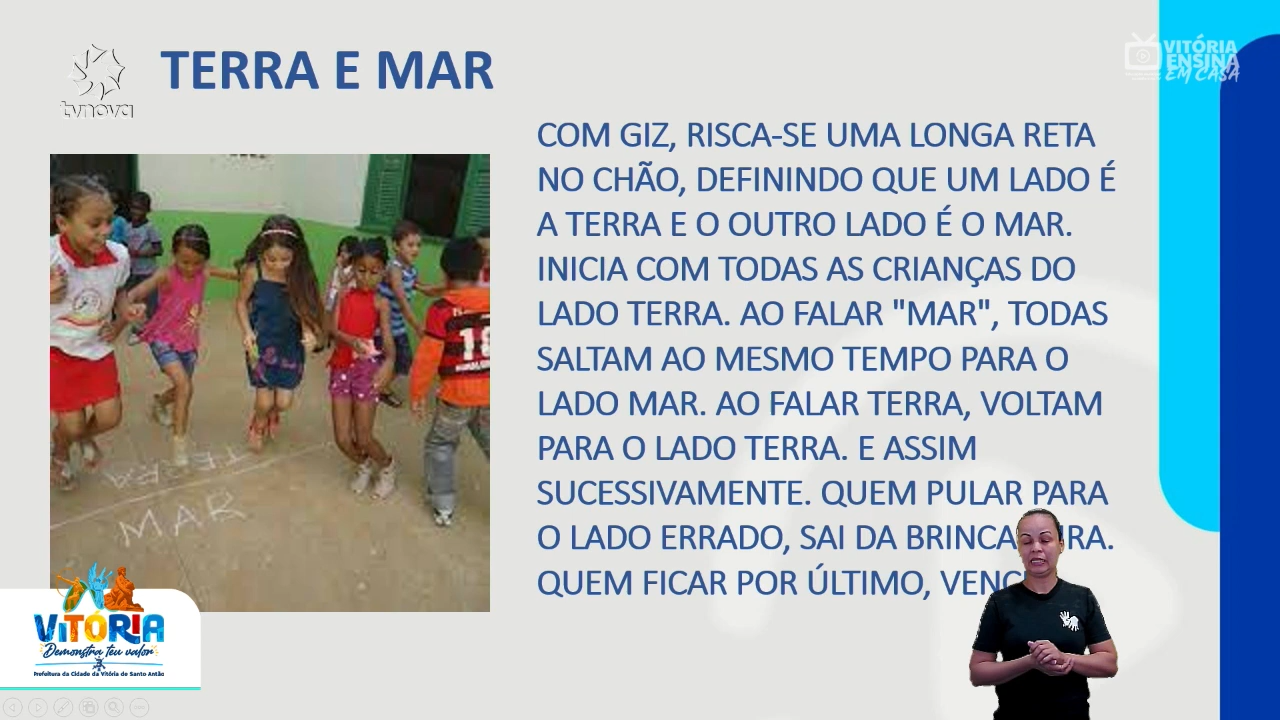 TERRA E MAR
tvnova
VITÓRIA
ENSINA
EM CASA
COM GIZ, RISCA-SE UMA LONGA RETA
NO CHÃO, DEFININDO QUE UM LADO É
A TERRA E O OUTRO LADO É O MAR.
INICIA COM TODAS AS CRIANÇAS DO
LADO TERRA. AO FALAR "MAR", TODAS
SALTAM AO MESMO TEMPO PARA O
LADO MAR. AO FALAR TERRA, VOLTAM
PARA O LADO TERRA. E ASSIM
SUCESSIVAMENTE. QUEM PULAR PARA
O LADO ERRADO, SAI DA BRINCA IRA.
QUEM FICAR POR ÚLTIMO, VENC
TERRA
MAR
VITÓRIA
Demonstra teu valor
Prefeitura da Cidade da Vitória de Santo Antão